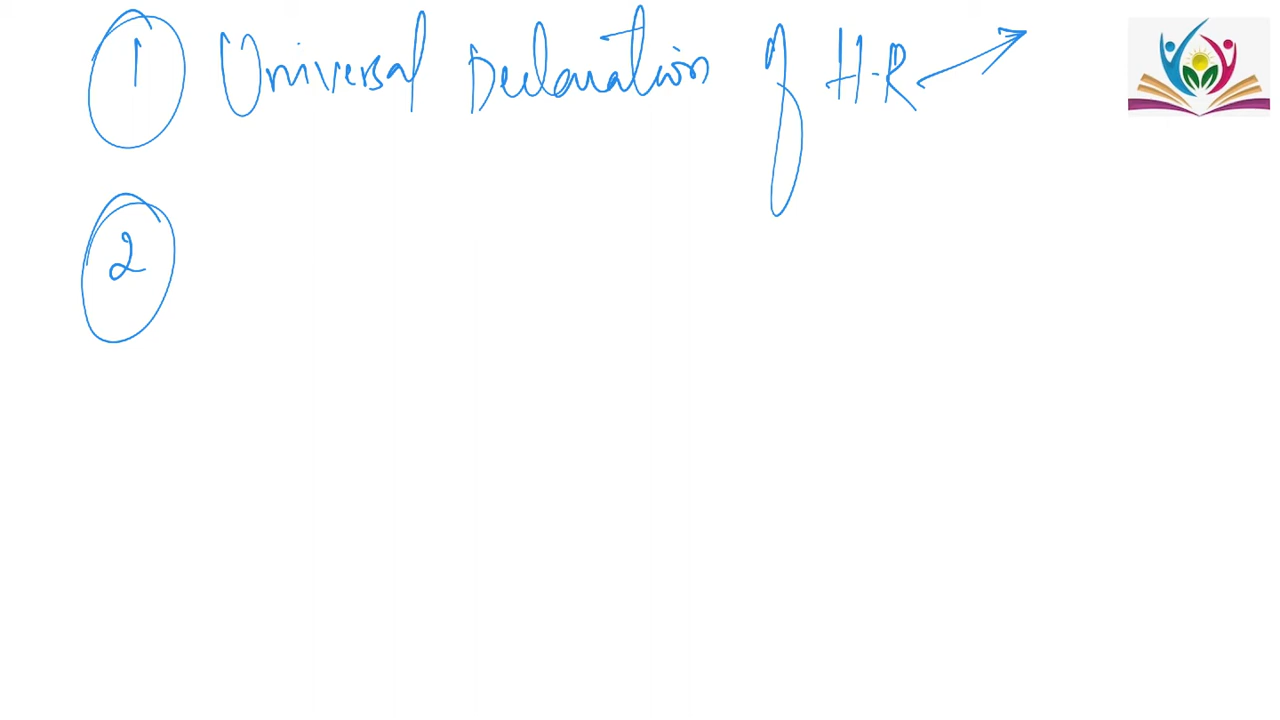 1 Universal Declaration of H.R →
2